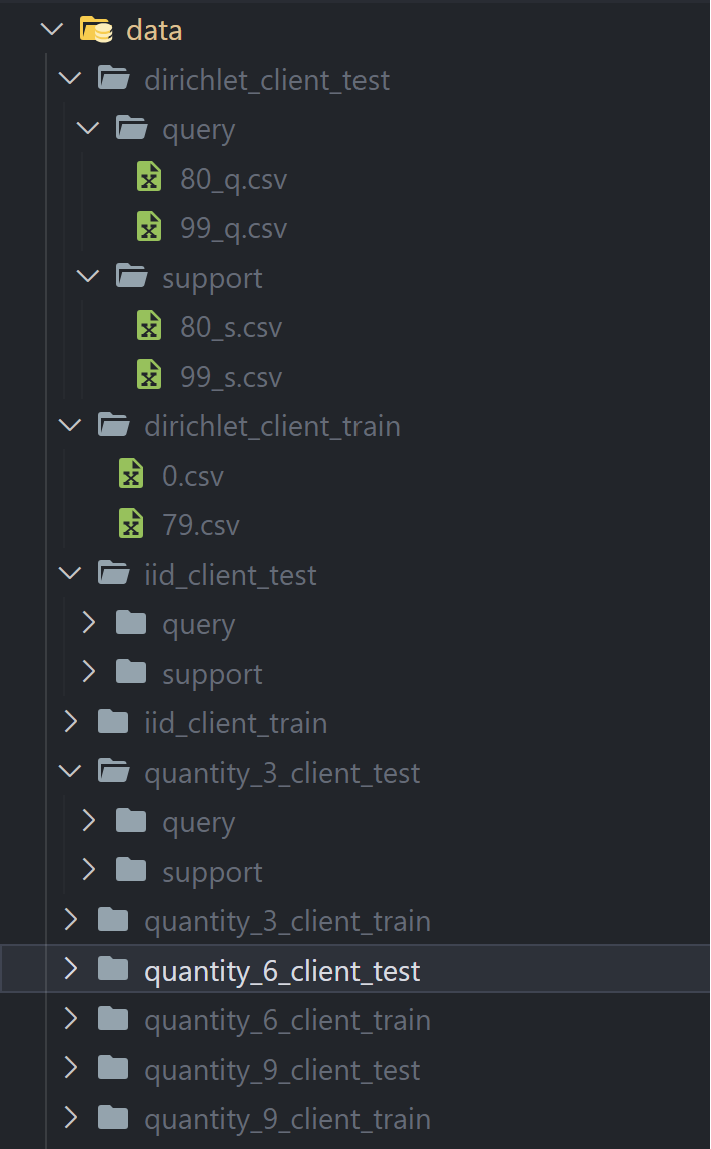 data
dirichlet_client_test
query
80_q.csv
99_q.csv
support
80_s.csv
99_s.csv
dirichlet_client_train
0.csv
79.csv
iid_client_test
query
support
iid_client_train
quantity_3_client_test
query
support
quantity_3_client_train
quantity_6_client_test
quantity_6_client_train
quantity_9_client_test
quantity_9_client_train